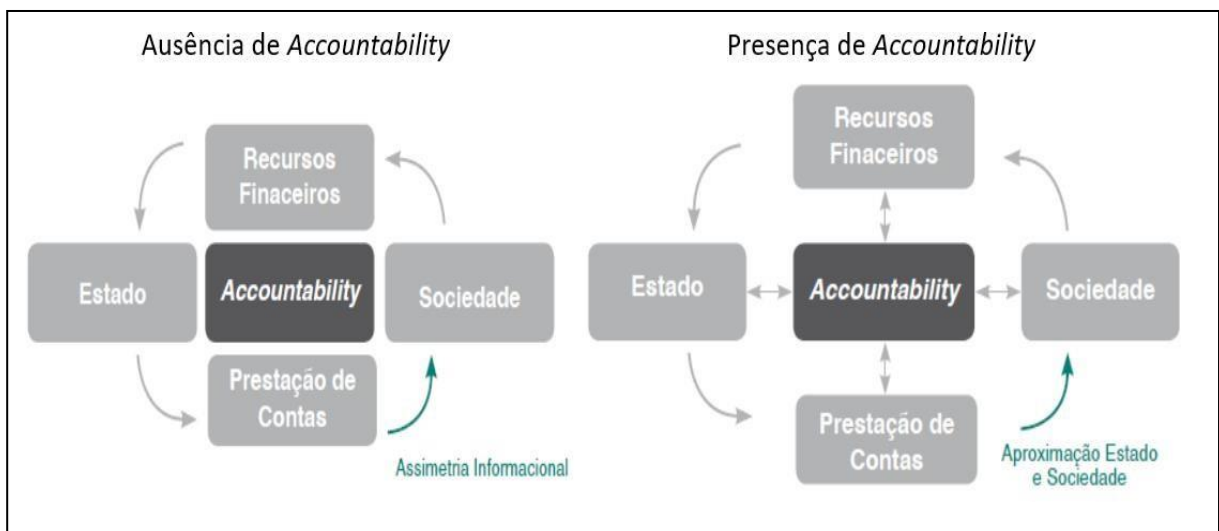 Ausência de Accountability
Recursos
Finaceiros
Estado
Accountability
Sociedade
Prestação de
Contas
Assimetria Informacional
Presença de Accountability
Recursos
Finaceiros
Estado
Accountability
Sociedade
Prestação de
Contas
Aproximação Estado
e Sociedade